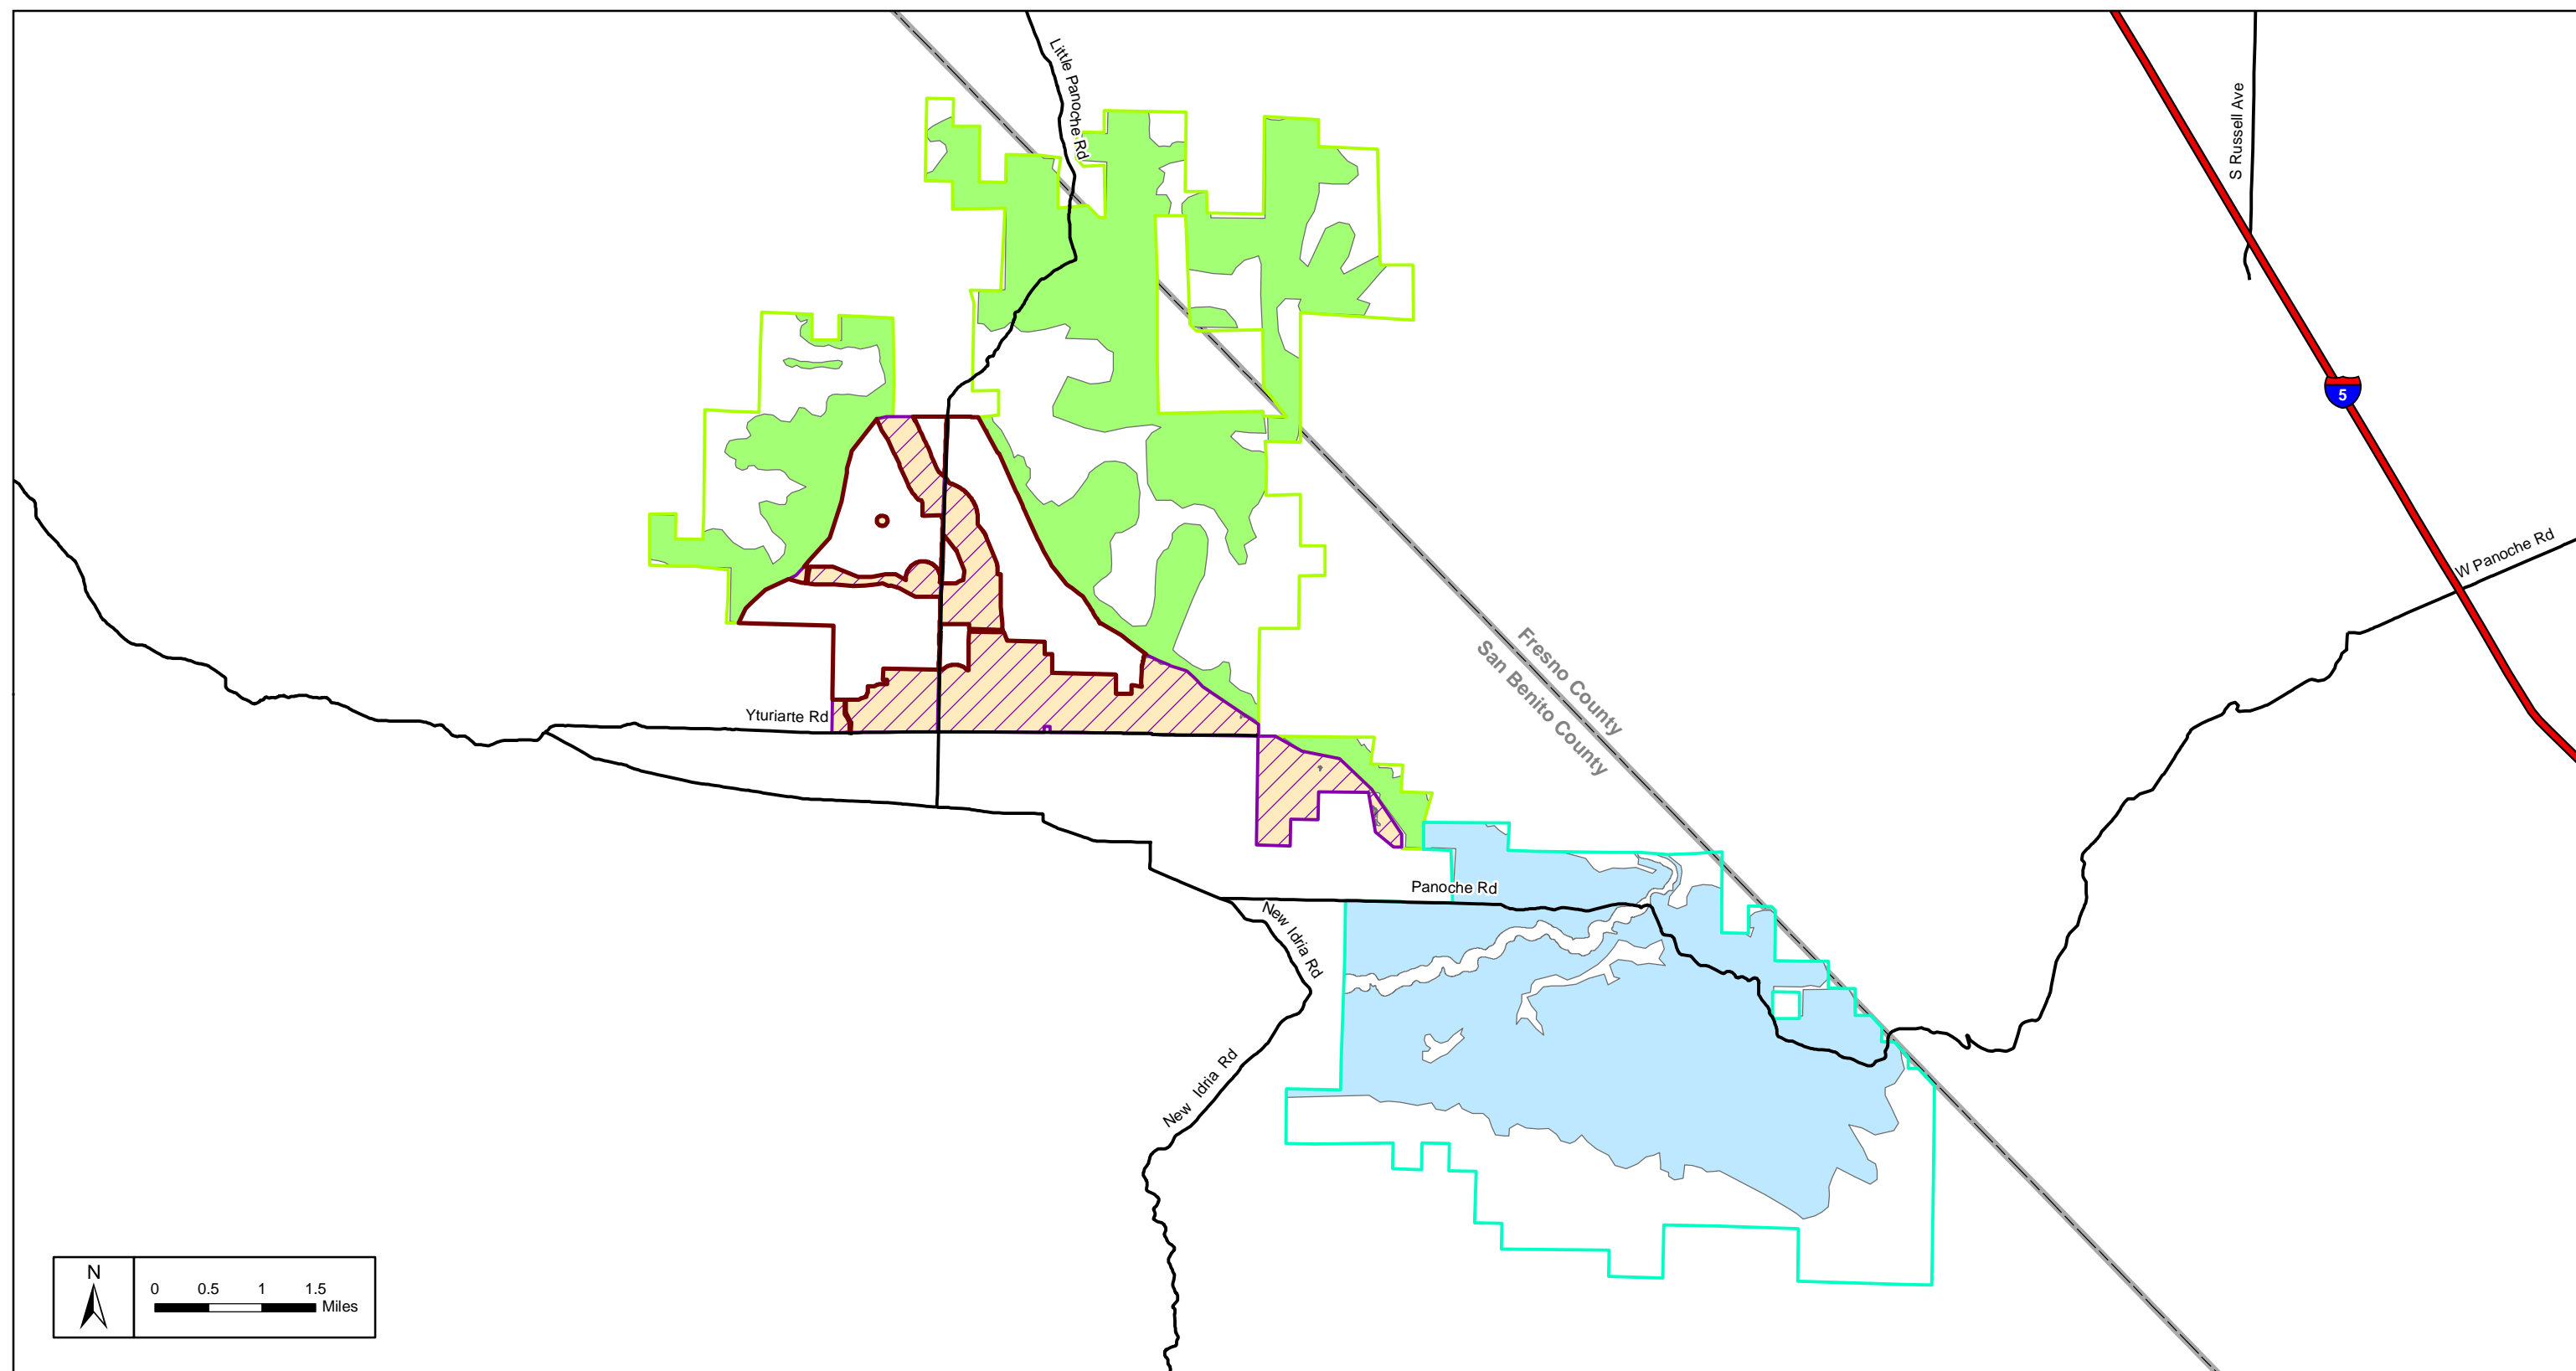 Little Panoche Rd
S Russell Ave
5
W Panoche Rd
Fresno County
San Benito County
Yturiarte Rd
Panoche Rd
New Idria Rd
New Idria Rd
N
0 0.5 1 1.5
Miles